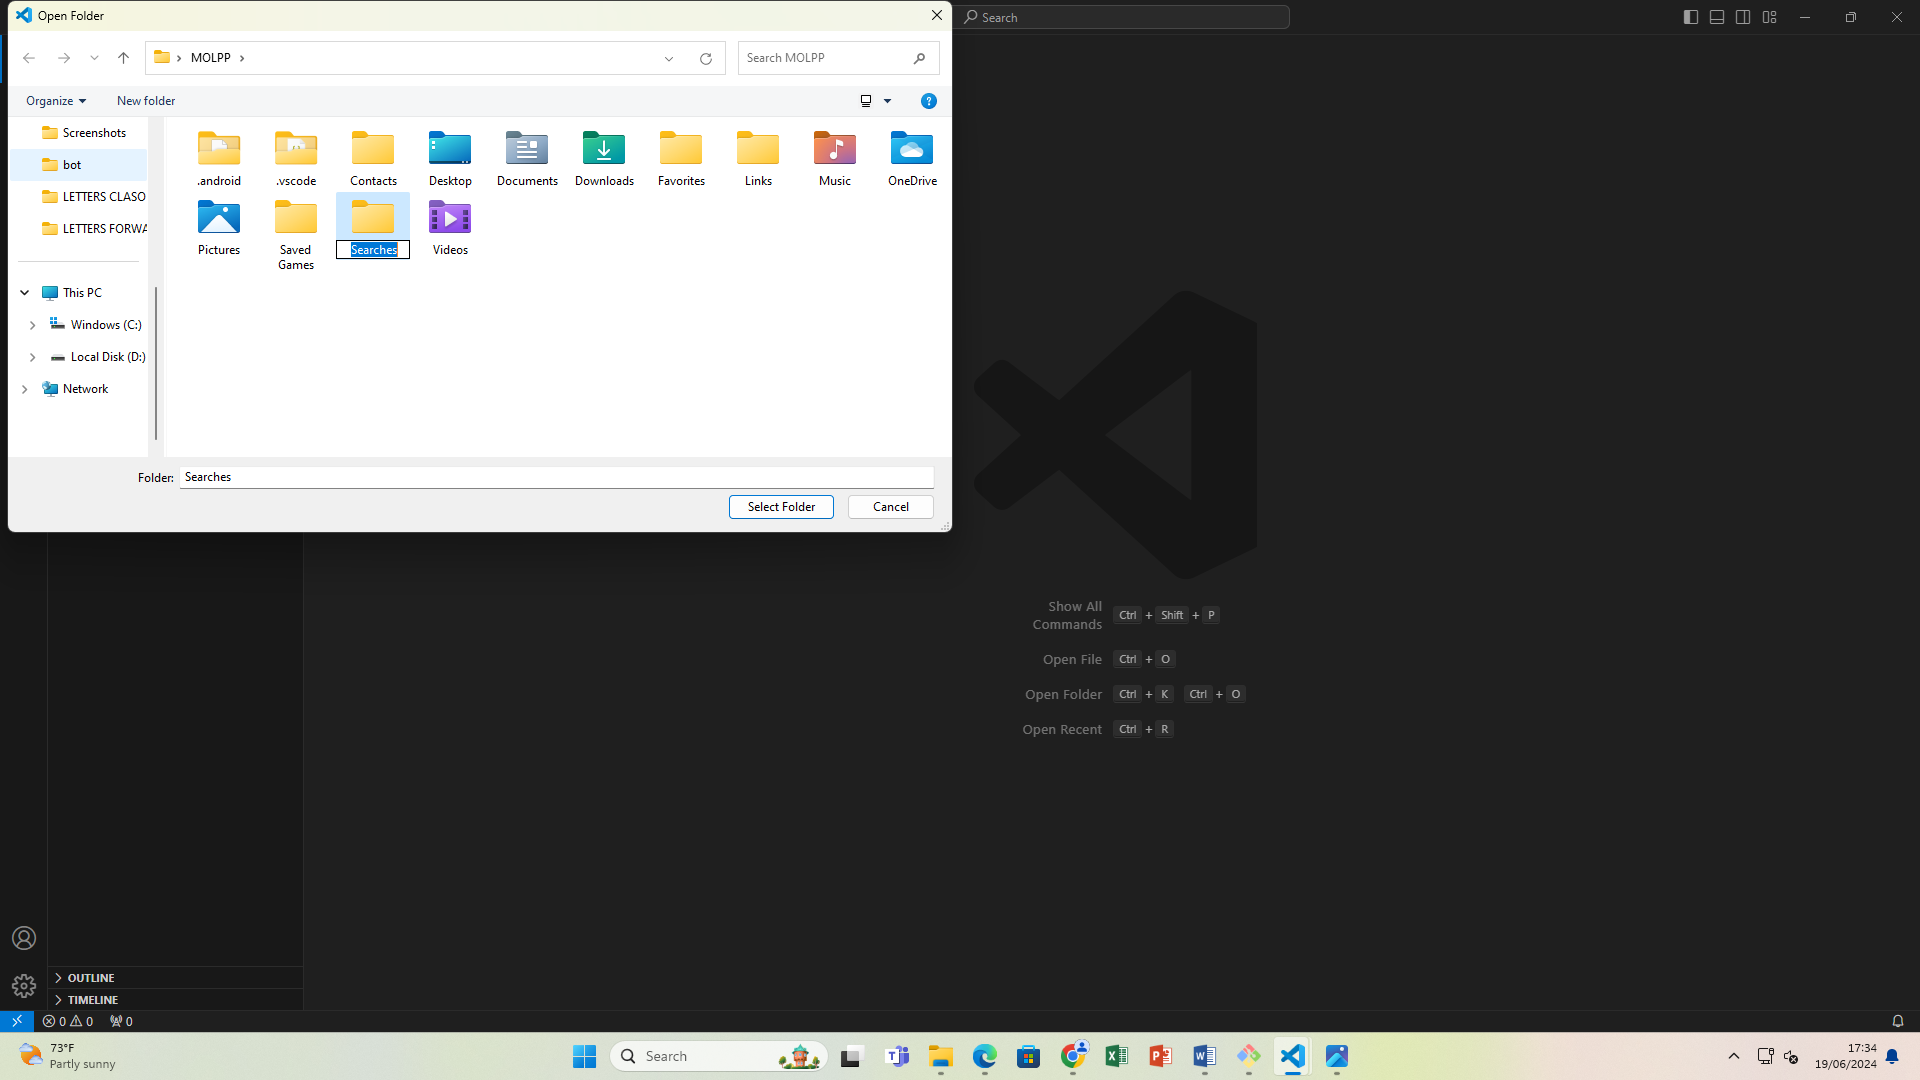 Open Folder
Search
MOLPP
Search MOLPP
Organize
New folder
?
Screenshots
bot
LETTERS CLASO
LETTERS FORWA
This PC
Windows (C:)
Local Disk (D:)
Network
.android
.vscode
Contacts
Desktop
Documents
Downloads
Favorites
Links
Music
OneDrive
Pictures
Saved
Games
Searches
Videos
Folder:
Searches
Select Folder
Cancel
Show All
Commands
Ctrl + Shift + P
Open File
Ctrl + O
Open Folder
Ctrl + K Ctrl + O
Open Recent
Ctrl + R
OUTLINE
TIMELINE
0 0 0
73°F
Partly sunny
Search
17:34
19/06/2024